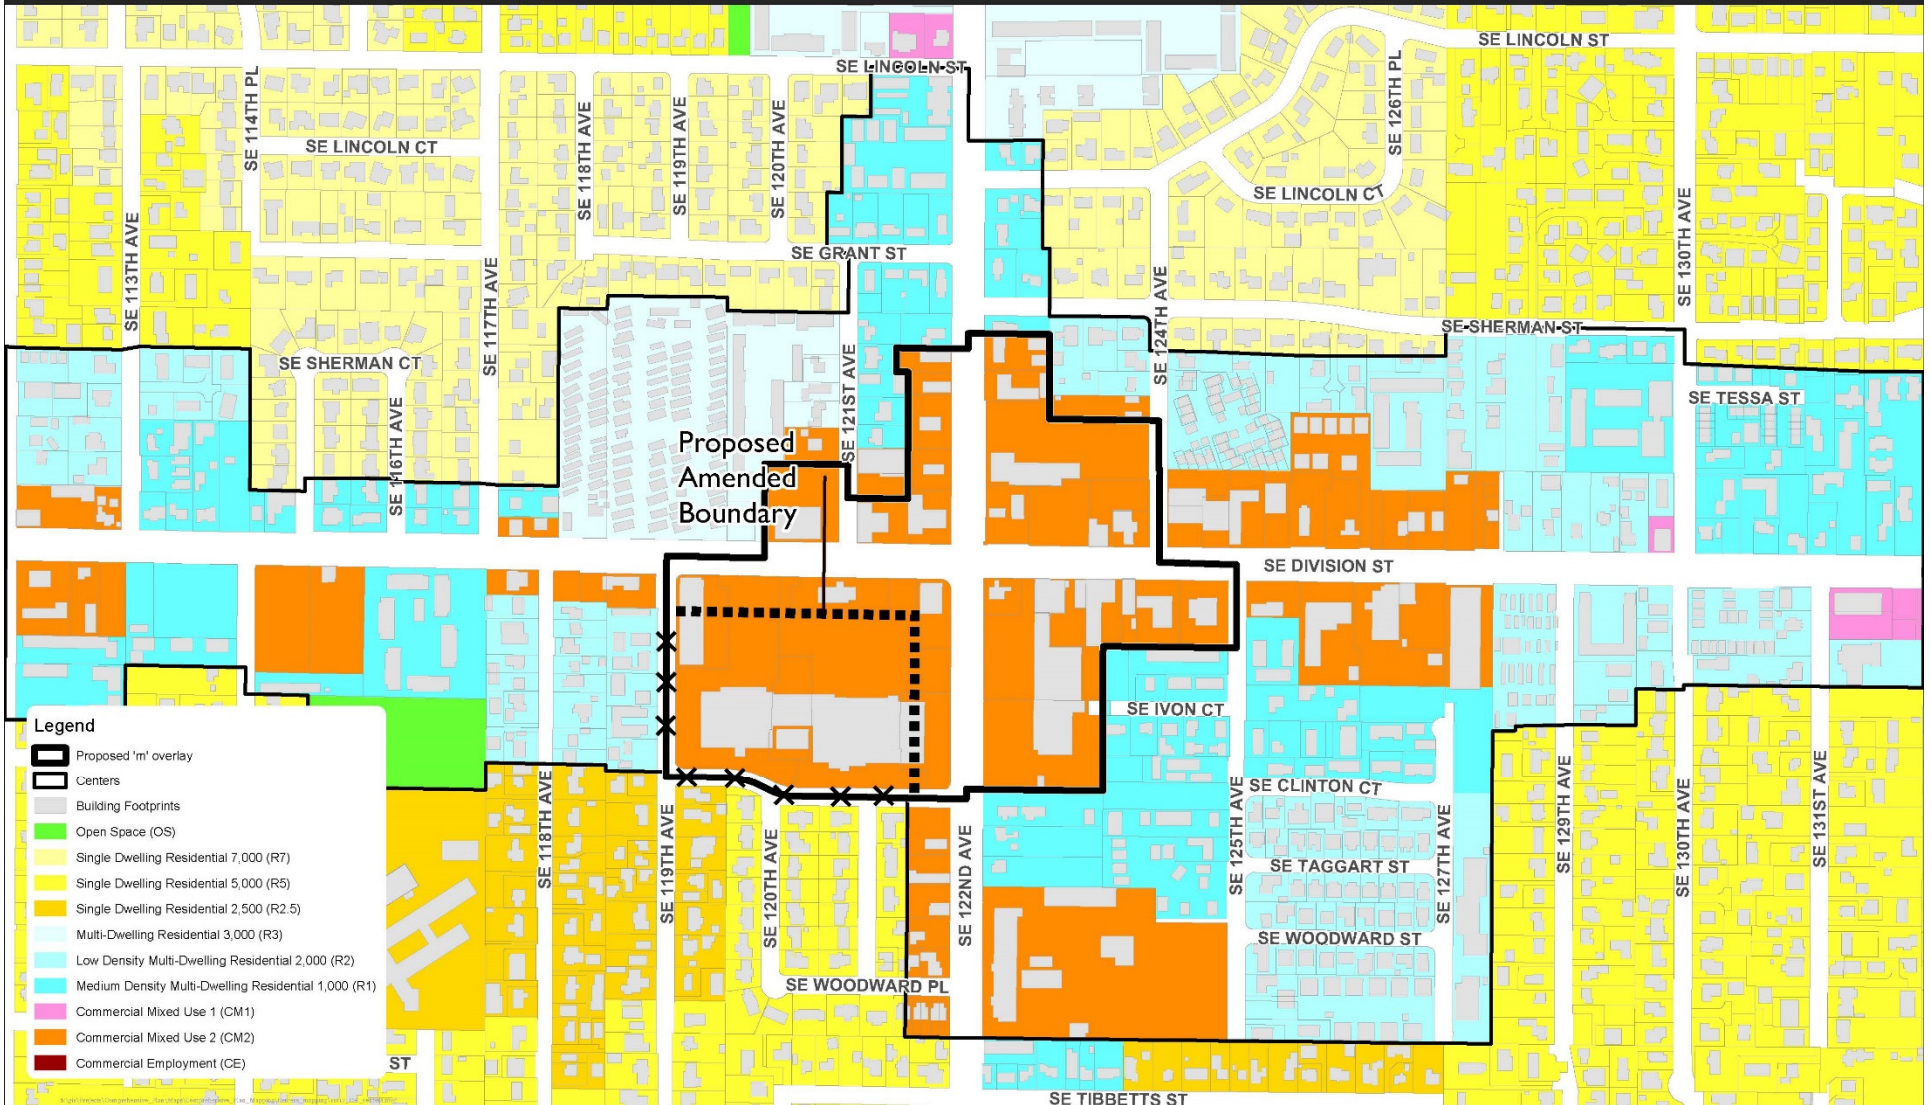 SE LINCOLN ST
SE LINCOLN ST
SE 114TH PL
SE LINCOLN CT
SE 118TH AVE
SE 119TH AVE
SE 120TH AVE
SE 126TH PL
SE LINCOLN CT
SE 113TH AVE
SE GRANT ST
SE 117TH AVE
SE 124TH AVE
SE 130TH AVE
SE SHERMAN ST
SE SHERMAN CT
SE 116TH AVE
SE 121ST AVE
SE TESSA ST
Proposed
Amended
Boundary
SE DIVISION ST
SE IVON CT
SE CLINTON CT
SE 118TH AVE
SE 119TH AVE
SE 120TH AVE
SE 122ND AVE
SE 125TH AVE
SE 127TH AVE
SE 129TH AVE
SE 130TH AVE
SE 131ST AVE
SE TAGGART ST
SE WOODWARD ST
SE WOODWARD PL
ST
SE TIBBETTS ST
Legend
Proposed 'm' overlay
Centers
Building Footprints
Open Space (OS)
Single Dwelling Residential 7,000 (R7)
Single Dwelling Residential 5,000 (R5)
Single Dwelling Residential 2,500 (R2.5)
Multi-Dwelling Residential 3,000 (R3)
Low Density Multi-Dwelling Residential 2,000 (R2)
Medium Density Multi-Dwelling Residential 1,000 (R1)
Commercial Mixed Use 1 (CM1)
Commercial Mixed Use 2 (CM2)
Commercial Employment (CE)